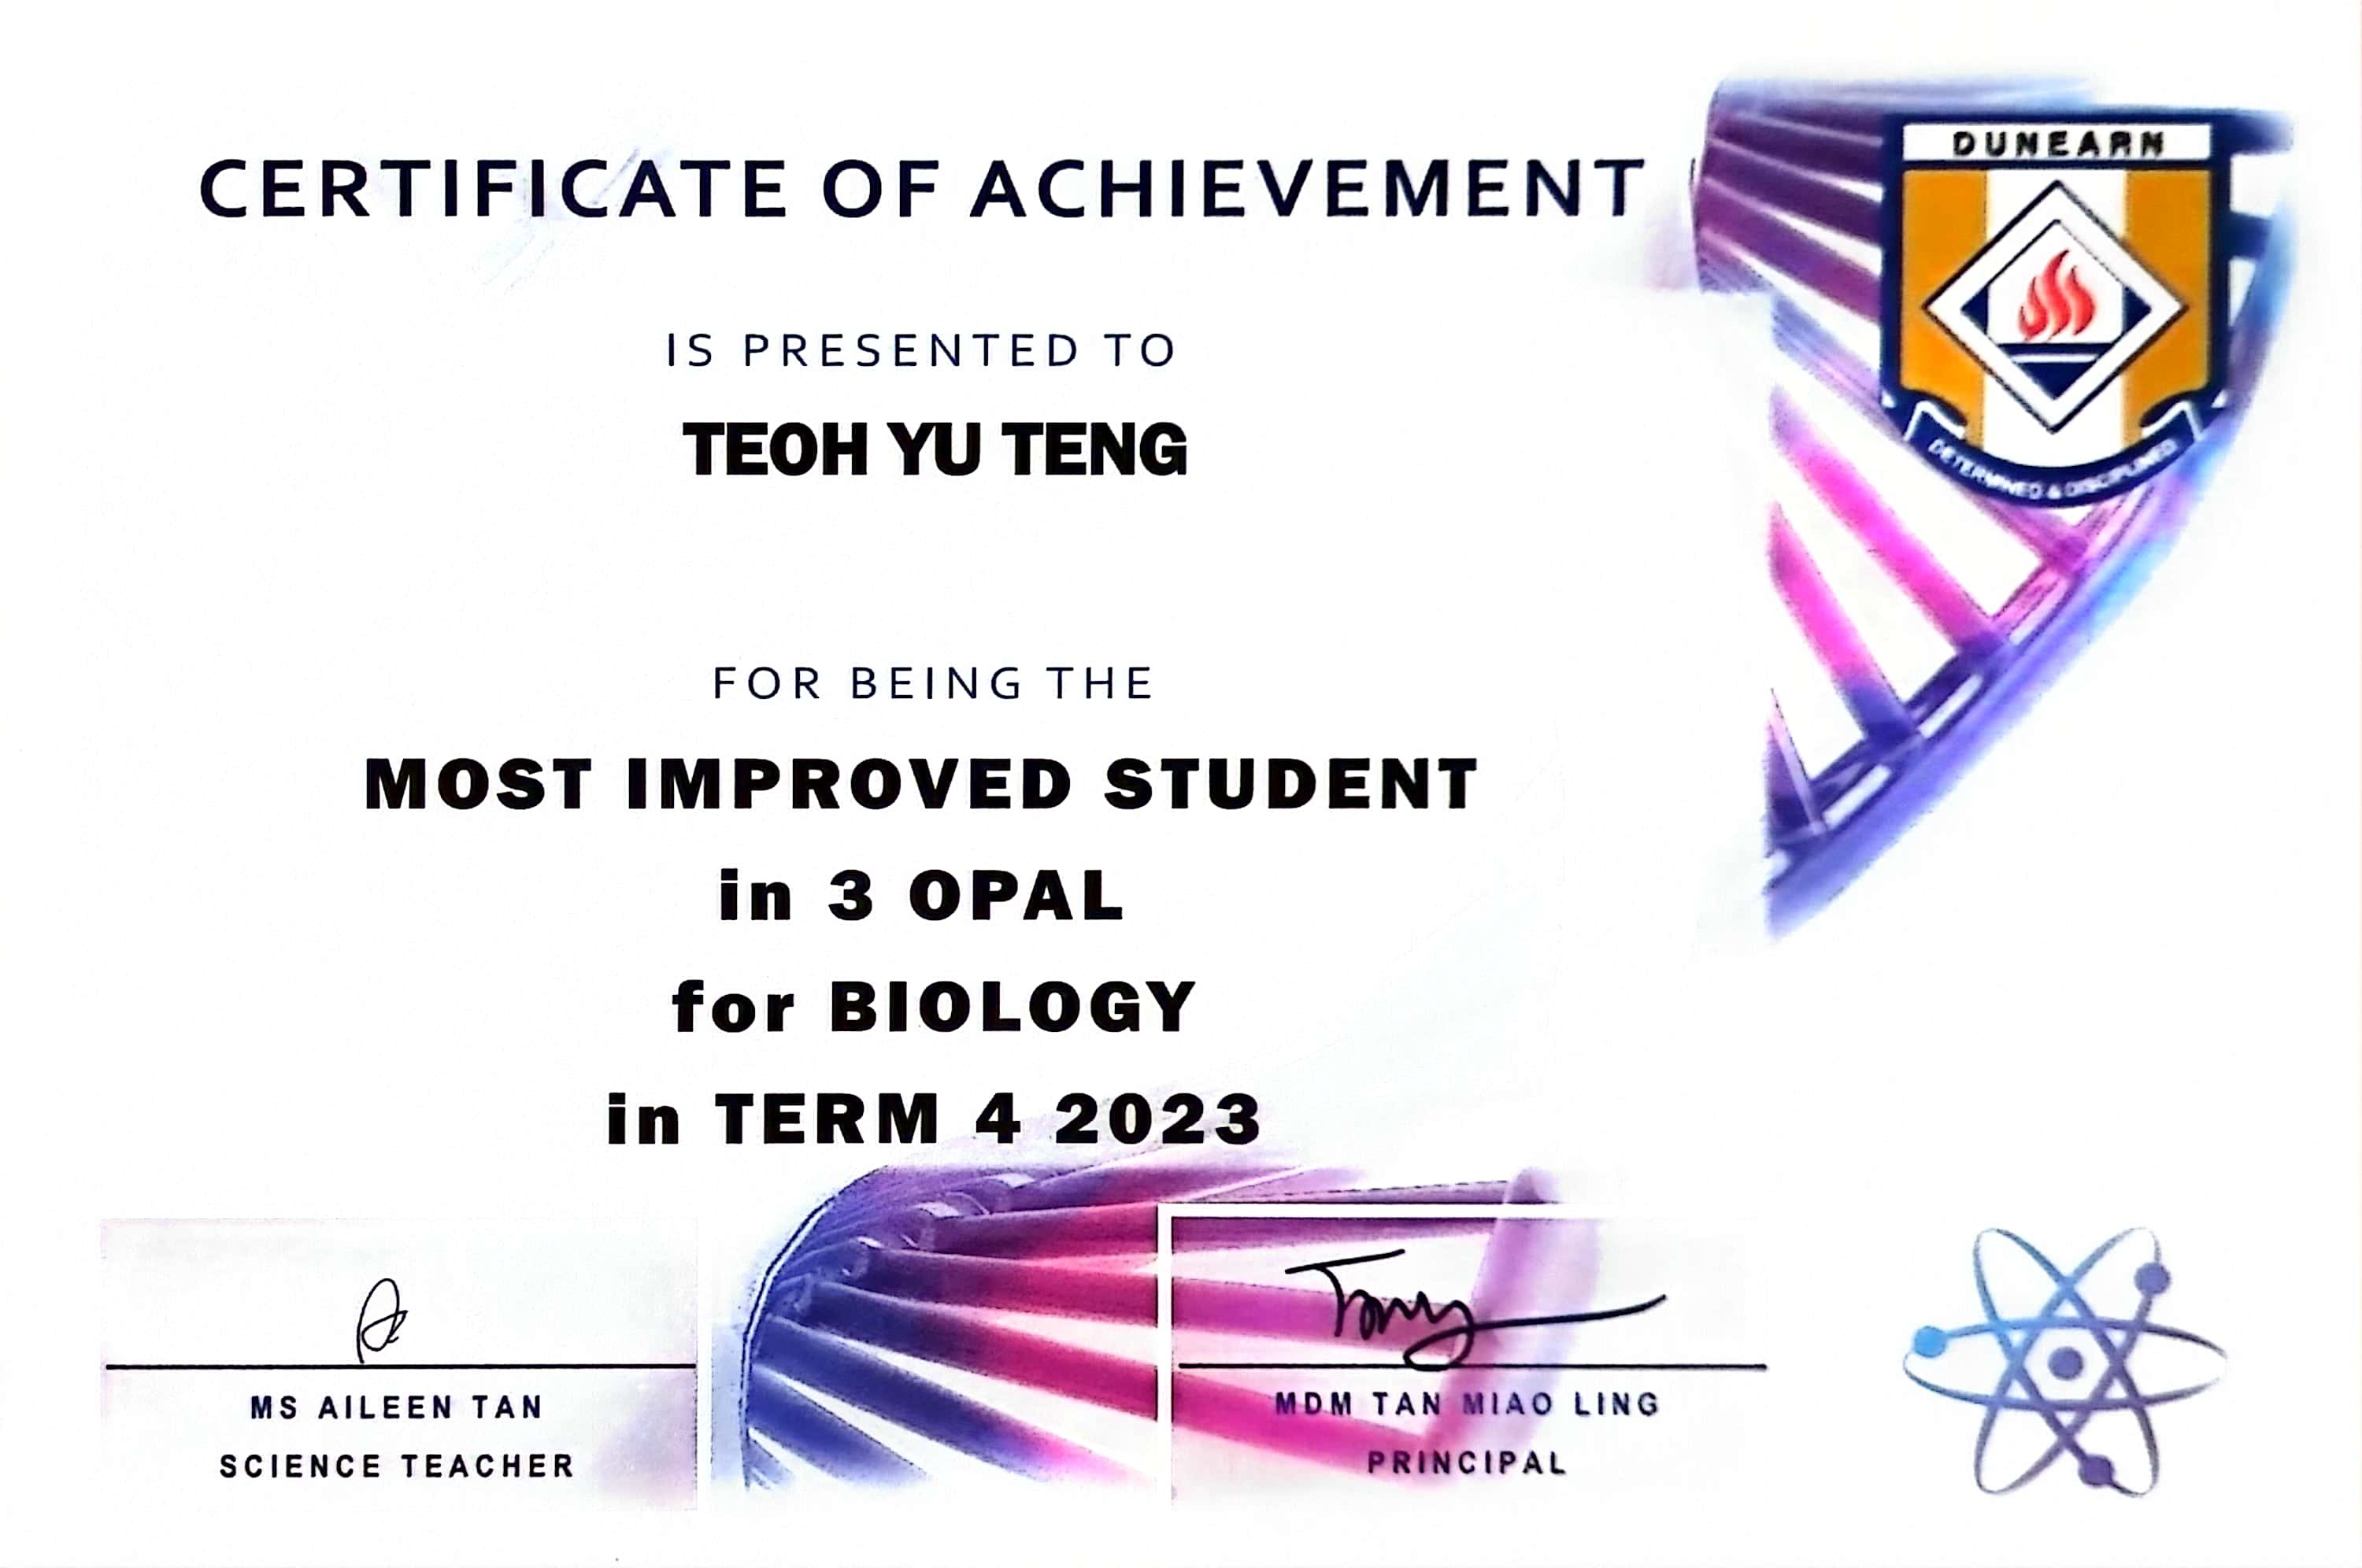 CERTIFICATE OF ACHIEVEMENT
DUNEARN
DETERMINED & DISCIPLINED
IS PRESENTED TO
TEOH YU TENG
FOR BEING THE
MOST IMPROVED STUDENT
in 3 OPAL
for BIOLOGY
in TERM 4 2023
MS AILEEN TAN
SCIENCE TEACHER
MDM TAN MIAO LING
PRINCIPAL